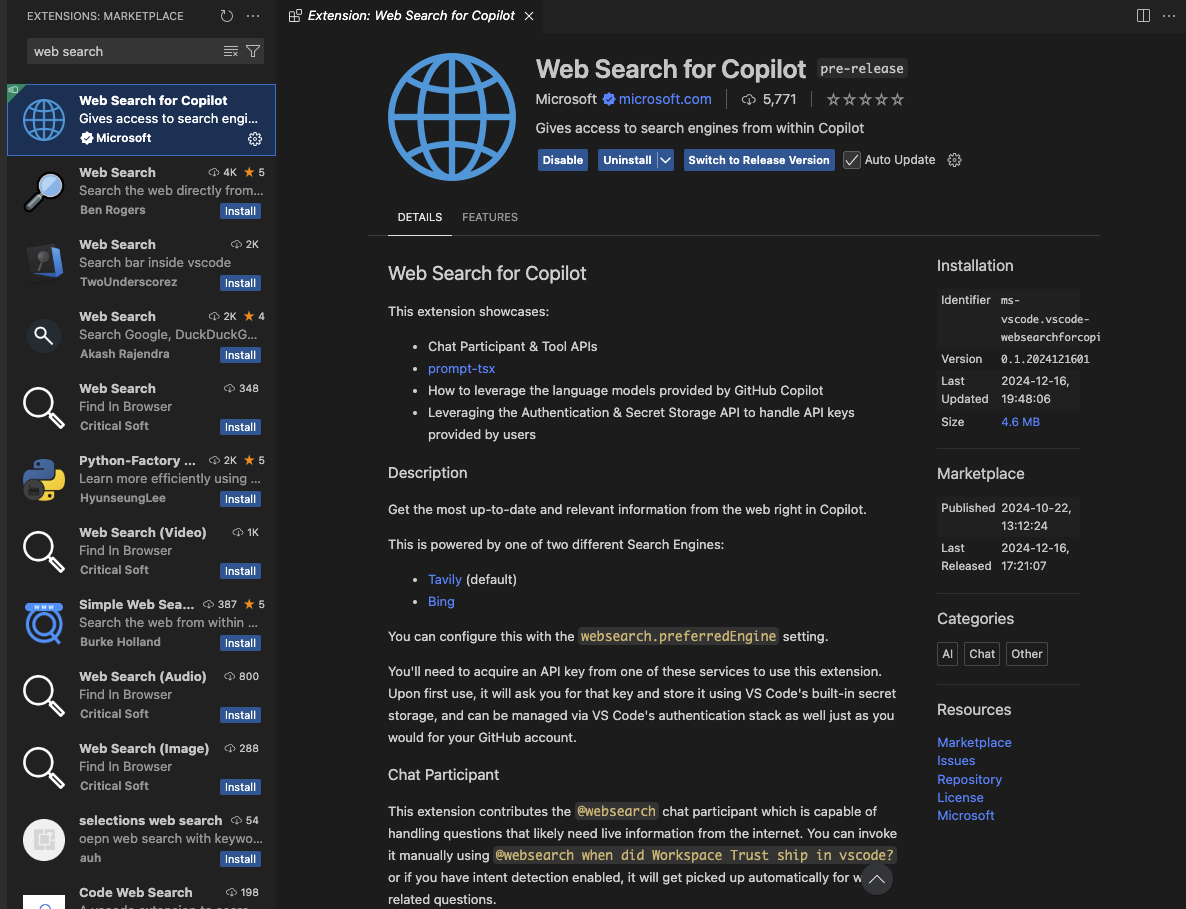 EXTENSIONS: MARKETPLACE
web search
Web Search for Copilot
Gives access to search engi...
Microsoft
Web Search 4K 5
Search the web directly from...
Ben Rogers Install
Web Search 2K
Search bar inside vscode
TwoUnderscorez Install
Web Search 2K 4
Search Google, DuckDuckG...
Akash Rajendra Install
Web Search 348
Find In Browser
Critical Soft Install
Python-Factory ... 2K 5
Learn more efficiently using ...
HyunseungLee Install
Web Search (Video) 1K
Find In Browser
Critical Soft Install
Simple Web Sea... 387 5
Search the web from within ...
Burke Holland Install
Web Search (Audio) 800
Find In Browser
Critical Soft Install
Web Search (Image) 288
Find In Browser
Critical Soft Install
selections web search 54
oepn web search with keywo...
auh Install
Code Web Search 198
Extension: Web Search for Copilot
Web Search for Copilot pre-release
Microsoft microsoft.com 5,771
Gives access to search engines from within Copilot
Disable Uninstall Switch to Release Version Auto Update
DETAILS FEATURES
Web Search for Copilot
This extension showcases:
• Chat Participant & Tool APIs
• prompt-tsx
• How to leverage the language models provided by GitHub Copilot
• Leveraging the Authentication & Secret Storage API to handle API keys
provided by users
Description
Get the most up-to-date and relevant information from the web right in Copilot.
This is powered by one of two different Search Engines:
• Tavily (default)
• Bing
You can configure this with the websearch.preferredEngine setting.
You'll need to acquire an API key from one of these services to use this extension.
Upon first use, it will ask you for that key and store it using VS Code's built-in secret
storage, and can be managed via VS Code's authentication stack as well just as you
would for your GitHub account.
Chat Participant
This extension contributes the @websearch chat participant which is capable of
handling questions that likely need live information from the internet. You can invoke
it manually using @websearch when did Workspace Trust ship in vscode?
or if you have intent detection enabled, it will get picked up automatically for w
related questions.
Installation
Identifier ms-
vscode.vscode-
websearchforcopi
Version 0.1.2024121601
Last 2024-12-16,
Updated 19:48:06
Size 4.6 MB
Marketplace
Published 2024-10-22,
13:12:24
Last 2024-12-16,
Released 17:21:07
Categories
AI Chat Other
Resources
Marketplace
Issues
Repository
License
Microsoft